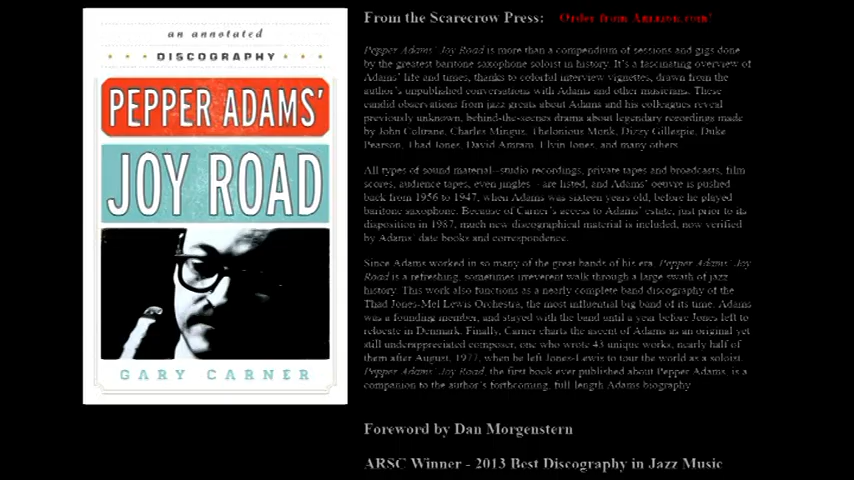 an annotated
DISCOGRAPHY
PEPPER ADAMS'
JOY ROAD
GARY CARNER
From the Scarecrow Press: Order from Amazon.com!
Pepper Adams' Joy Road is more than a compendium of sessions and gigs done
by the greatest baritone saxophone soloist in history. It's a fascinating overview of
Adams' life and times, thanks to colorful interview vignettes, drawn from the
author's unpublished conversations with Adams and other musicians. These
candid observations from jazz greats about Adams and his colleagues reveal
previously unknown, behind-the-scenes drama about legendary recordings made
by John Coltrane, Charles Mingus, Thelonious Monk, Dizzy Gillespie, Duke
Pearson, Thad Jones, David Amram, Elvin Jones, and many others.
All types of sound material--studio recordings, private tapes and broadcasts, film
scores, audience tapes, even jingles - are listed, and Adams' oeuvre is pushed
back from 1956 to 1947, when Adams was sixteen years old, before he played
baritone saxophone. Because of Carner's access to Adams' estate, just prior to its
disposition in 1987, much new discographical material is included, now verified
by Adams' date books and correspondence.
Since Adams worked in so many of the great bands of his era, Pepper Adams' Joy
Road is a refreshing, sometimes irreverent walk through a large swath of jazz
history. This work also functions as a nearly complete band discography of the
Thad Jones-Mel Lewis Orchestra, the most influential big band of its time. Adams
was a founding member, and stayed with the band until a year before Jones left to
relocate in Denmark. Finally, Carner charts the ascent of Adams as an original yet
still underappreciated composer, one who wrote 43 unique works, nearly half of
them after August, 1977, when he left Jones-Lewis to tour the world as a soloist.
Pepper Adams' Joy Road, the first book ever published about Pepper Adams, is a
companion to the author's forthcoming, full-length Adams biography.
Foreword by Dan Morgenstern
ARSC Winner - 2013 Best Discography in Jazz Music